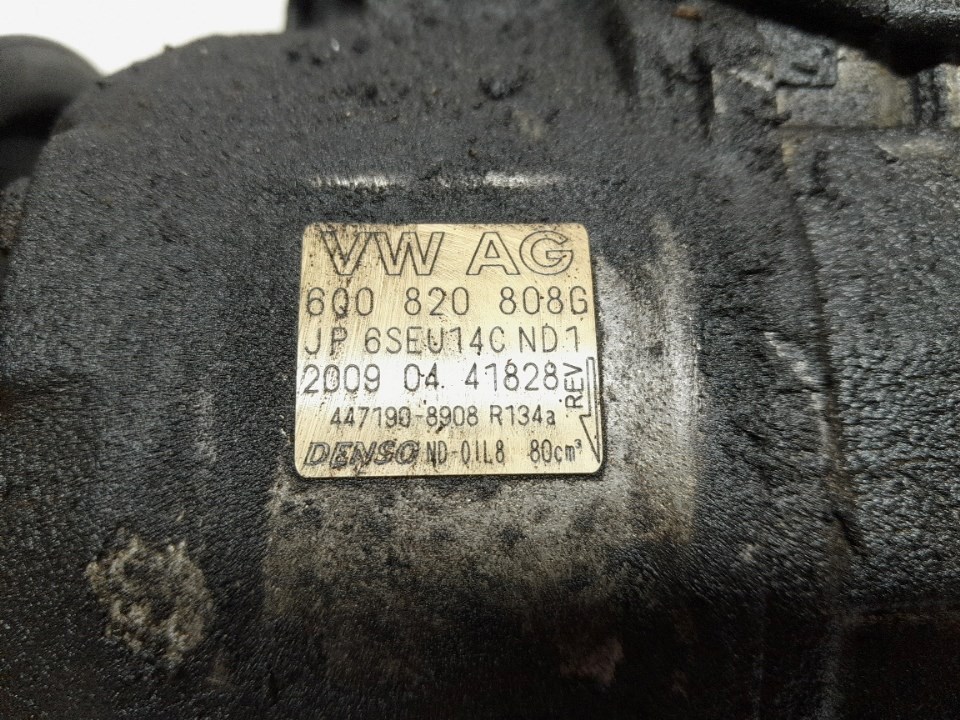 VW AG
6Q0 820 808G
JP 6SEU14C ND1
2009 04 41828
REV
447190-8908 R134a
DENSO ND-OIL8 80cm³